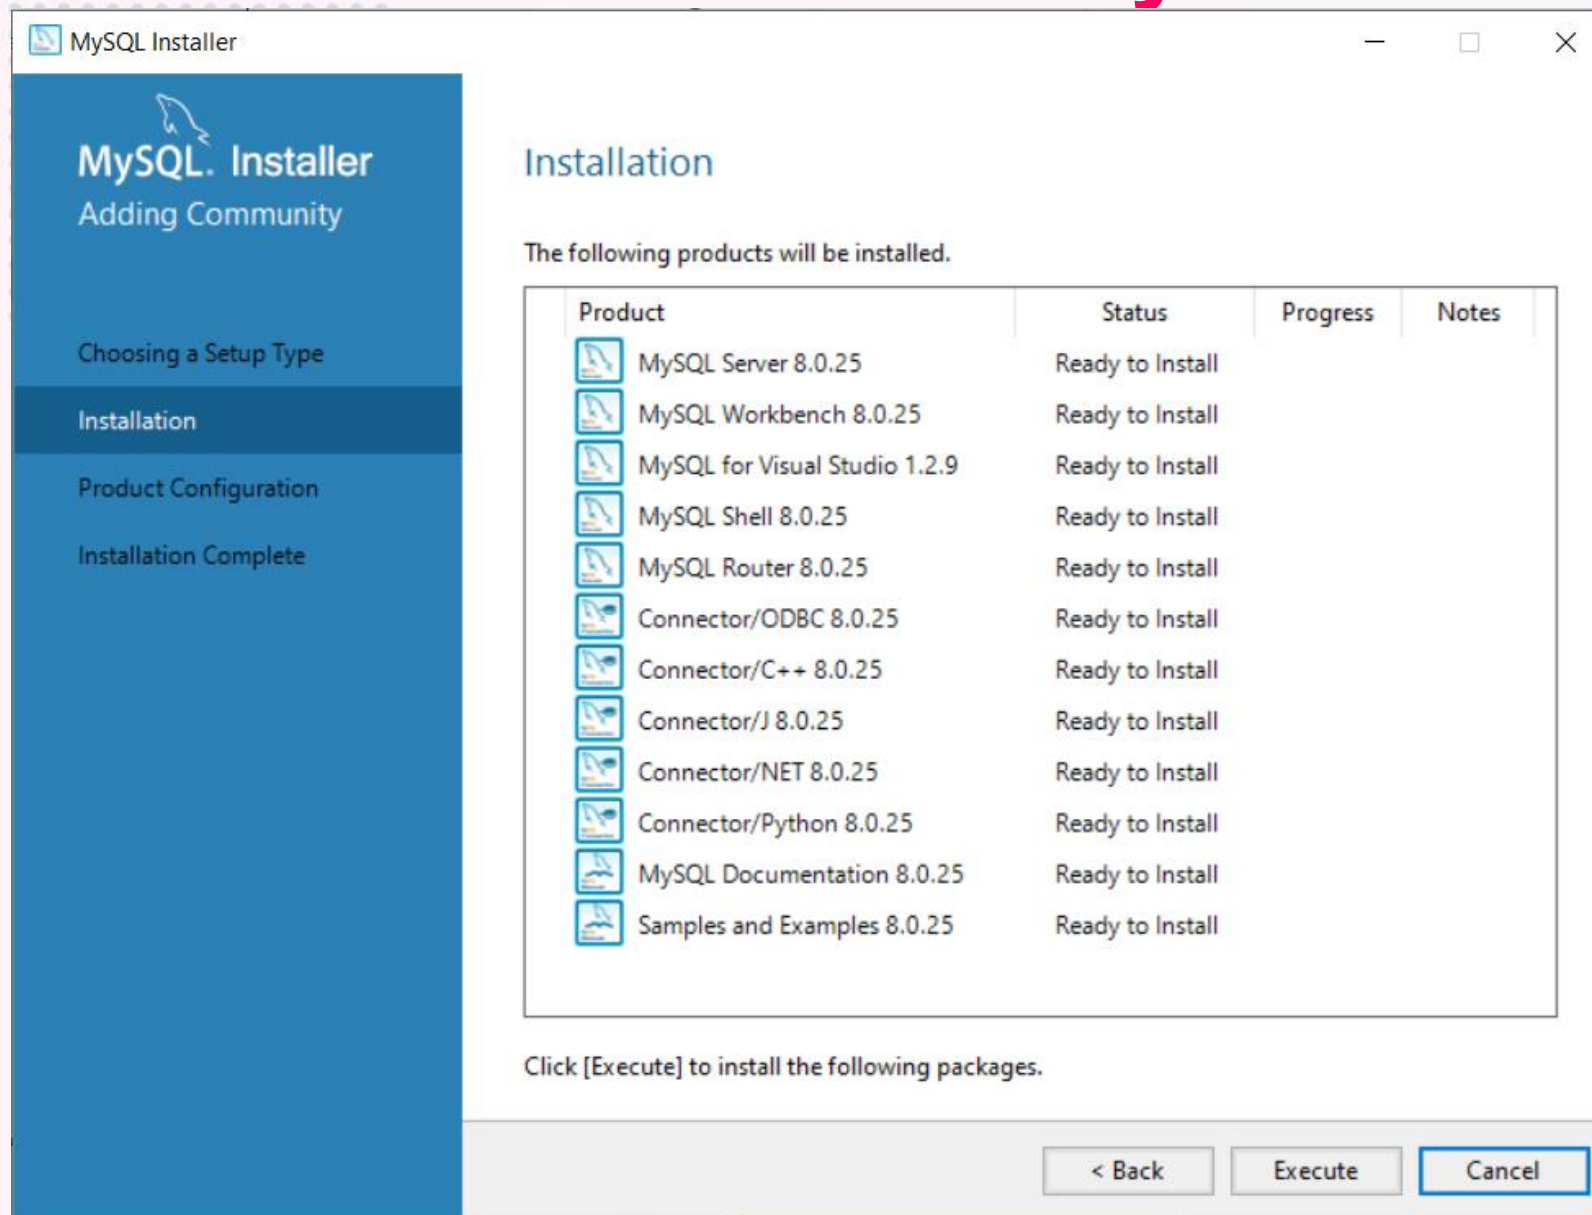 MySQL Installer
MySQL. Installer
Adding Community
Choosing a Setup Type
Installation
Product Configuration
Installation Complete
Installation
The following products will be installed.
Product Status Progress Notes
MySQL Server 8.0.25 Ready to Install
MySQL Workbench 8.0.25 Ready to Install
MySQL for Visual Studio 1.2.9 Ready to Install
MySQL Shell 8.0.25 Ready to Install
MySQL Router 8.0.25 Ready to Install
Connector/ODBC 8.0.25 Ready to Install
Connector/C++ 8.0.25 Ready to Install
Connector/J 8.0.25 Ready to Install
Connector/NET 8.0.25 Ready to Install
Connector/Python 8.0.25 Ready to Install
MySQL Documentation 8.0.25 Ready to Install
Samples and Examples 8.0.25 Ready to Install
Click [Execute] to install the following packages.
< Back Execute Cancel